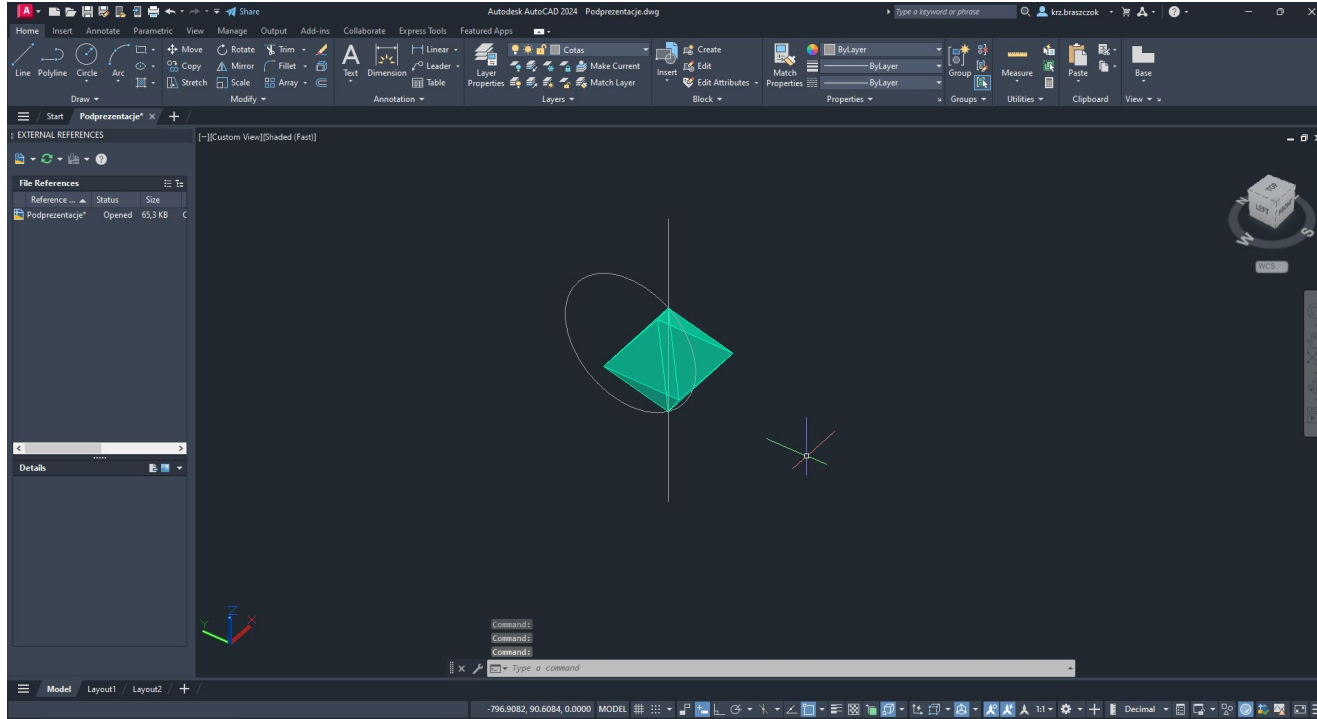 A Share Autodesk AutoCAD 2024 Podprezentacje.dwg Type a keyword or phrase krz.braszczok
Home Insert Annotate Parametric View Manage Output Add-ins Collaborate Express Tools Featured Apps
Move Rotate Trim Linear Cotas Create ByLayer
Line Polyline Circle Arc Copy Mirror Fillet Text Dimension Leader Layer Properties Make Current Insert Edit Match Properties ByLayer Group Measure Paste Base
Stretch Scale Array Table Match Layer Edit Attributes ByLayer
Draw Modify Annotation Layers Block Properties Groups Utilities Clipboard View
Start Podprezentacje* +
EXTERNAL REFERENCES [−][Custom View][Shaded (Fast)]
File References
Reference ... Status Size
Podprezentacje* Opened 65,3 KB C
TOP
LEFT FRONT
N W S
WCS
Details
Z
Y X
Command:
Command:
Command:
Type a command
Model Layout1 Layout2 +
-796.9082, 90.6084, 0.0000 MODEL 1:1 Decimal